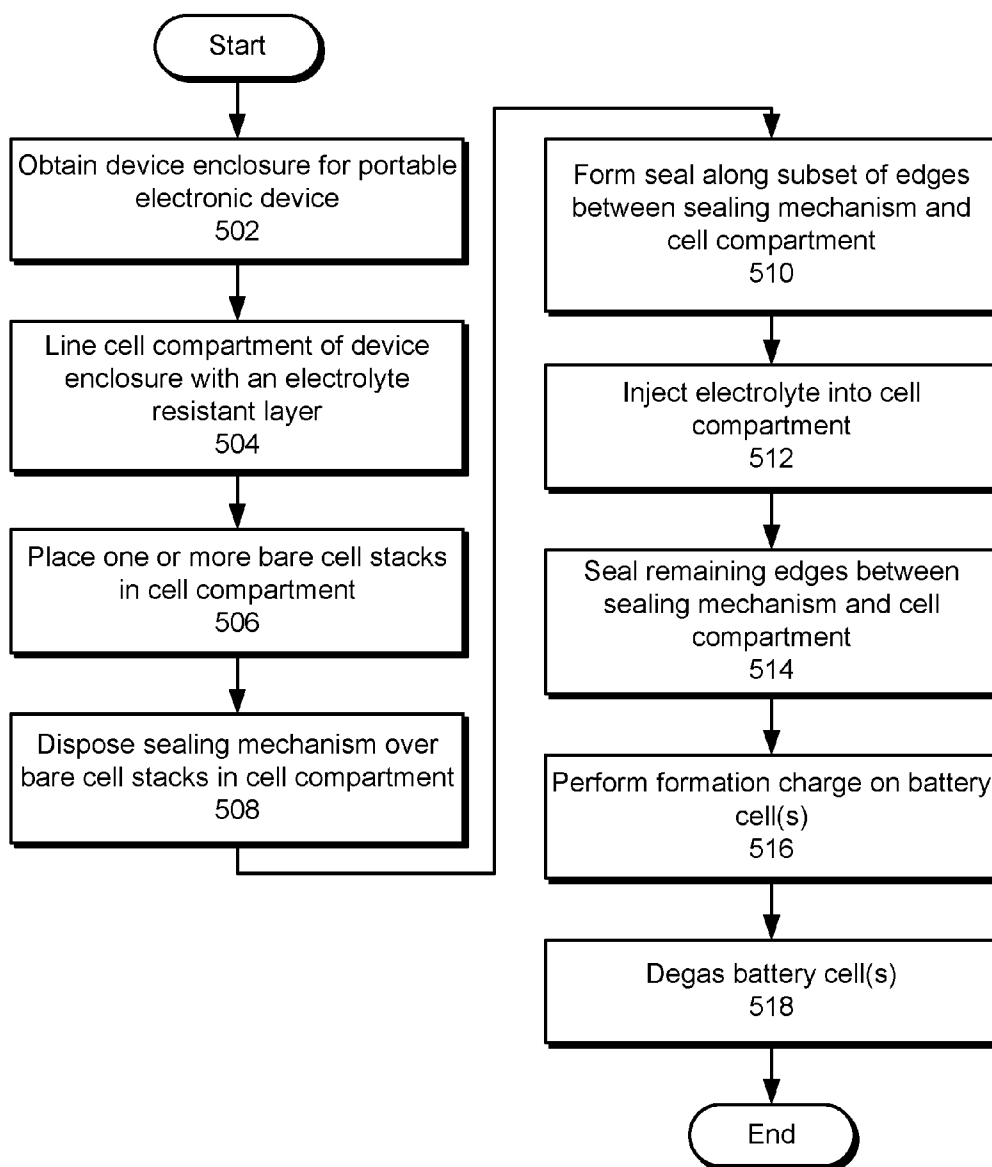 Start
Obtain device enclosure for portable
electronic device
502
Line cell compartment of device
enclosure with an electrolyte
resistant layer
504
Place one or more bare cell stacks
in cell compartment
506
Dispose sealing mechanism over
bare cell stacks in cell compartment
508
Form seal along subset of edges
between sealing mechanism and
cell compartment
510
Inject electrolyte into cell
compartment
512
Seal remaining edges between
sealing mechanism and cell
compartment
514
Perform formation charge on battery
cell(s)
516
Degas battery cell(s)
518
End